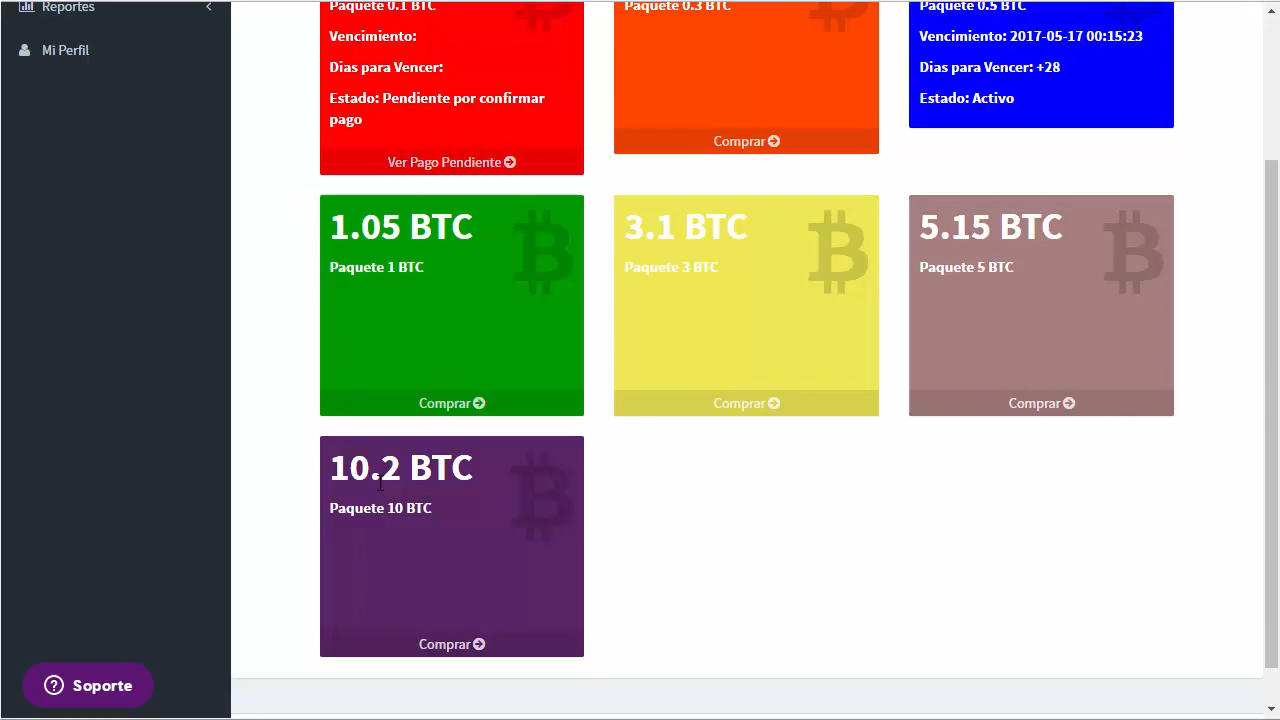 Reportes
Mi Perfil
Paquete 0.1 BTC
Vencimiento:
Dias para Vencer:
Estado: Pendiente por confirmar
pago
Ver Pago Pendiente
Paquete 0.3 BTC
Comprar
Paquete 0.5 BTC
Vencimiento: 2017-05-17 00:15:23
Dias para Vencer: +28
Estado: Activo
1.05 BTC
Paquete 1 BTC
Comprar
3.1 BTC
Paquete 3 BTC
Comprar
5.15 BTC
Paquete 5 BTC
Comprar
10.2 BTC
Paquete 10 BTC
Comprar
Soporte